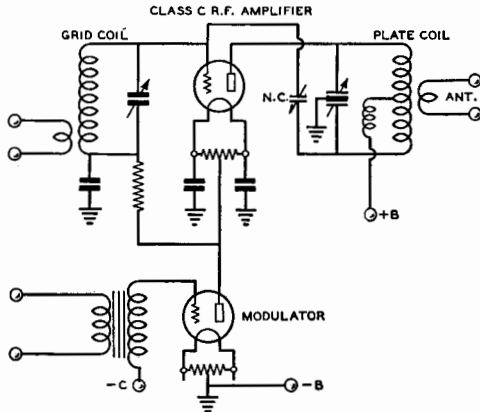 CLASS C R.F. AMPLIFIER
GRID COIL
PLATE COIL
N.C.
ANT.
+B
MODULATOR
-C
-B